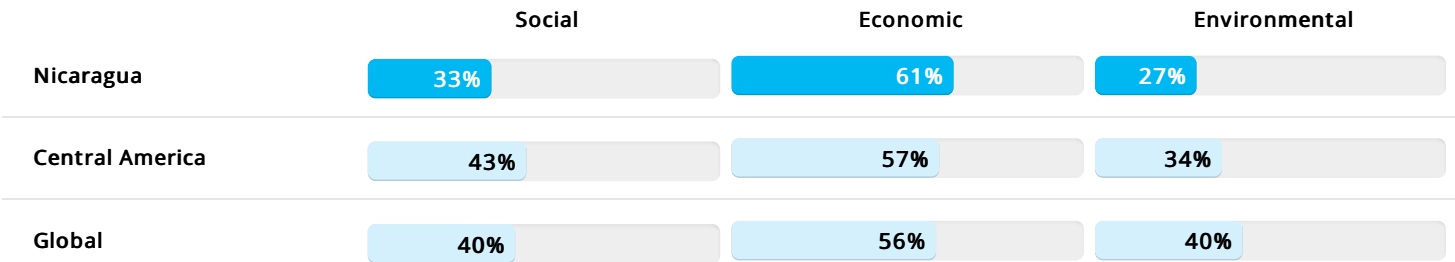 Social Economic Environmental
Nicaragua 33% 61% 27%
Central America 43% 57% 34%
Global 40% 56% 40%